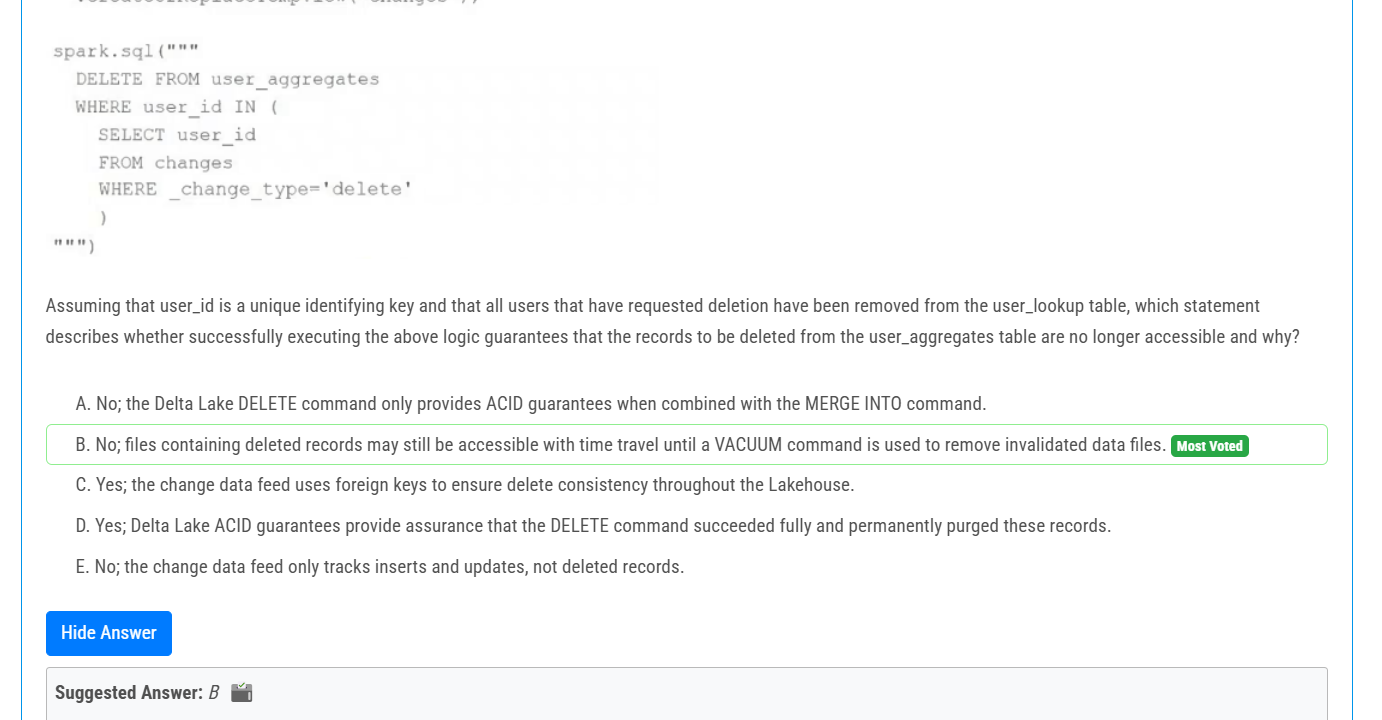 spark.sql("""
DELETE FROM user_aggregates
WHERE user_id IN (
SELECT user_id
FROM changes
WHERE _change_type='delete'
)
""")
Assuming that user_id is a unique identifying key and that all users that have requested deletion have been removed from the user_lookup table, which statement
describes whether successfully executing the above logic guarantees that the records to be deleted from the user_aggregates table are no longer accessible and why?
A. No; the Delta Lake DELETE command only provides ACID guarantees when combined with the MERGE INTO command.
B. No; files containing deleted records may still be accessible with time travel until a VACUUM command is used to remove invalidated data files. Most Voted
C. Yes; the change data feed uses foreign keys to ensure delete consistency throughout the Lakehouse.
D. Yes; Delta Lake ACID guarantees provide assurance that the DELETE command succeeded fully and permanently purged these records.
E. No; the change data feed only tracks inserts and updates, not deleted records.
Hide Answer
Suggested Answer: B